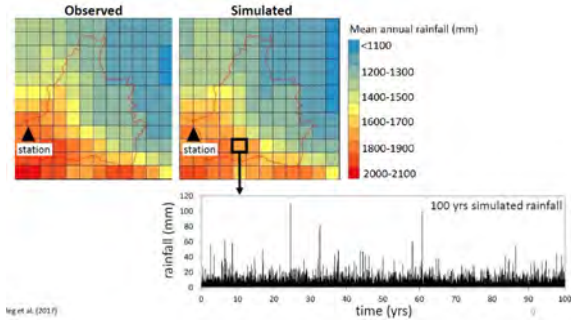 Observed
Simulated
Mean annual rainfall (mm)
<1100
1200-1300
1400-1500
1600-1700
1800-1900
2000-2100
station
station
100 yrs simulated rainfall
rainfall (mm)
120
100
80
60
40
20
0
0 10 20 30 40 50 60 70 80 90 100
time (yrs)
et al. (2017)
9